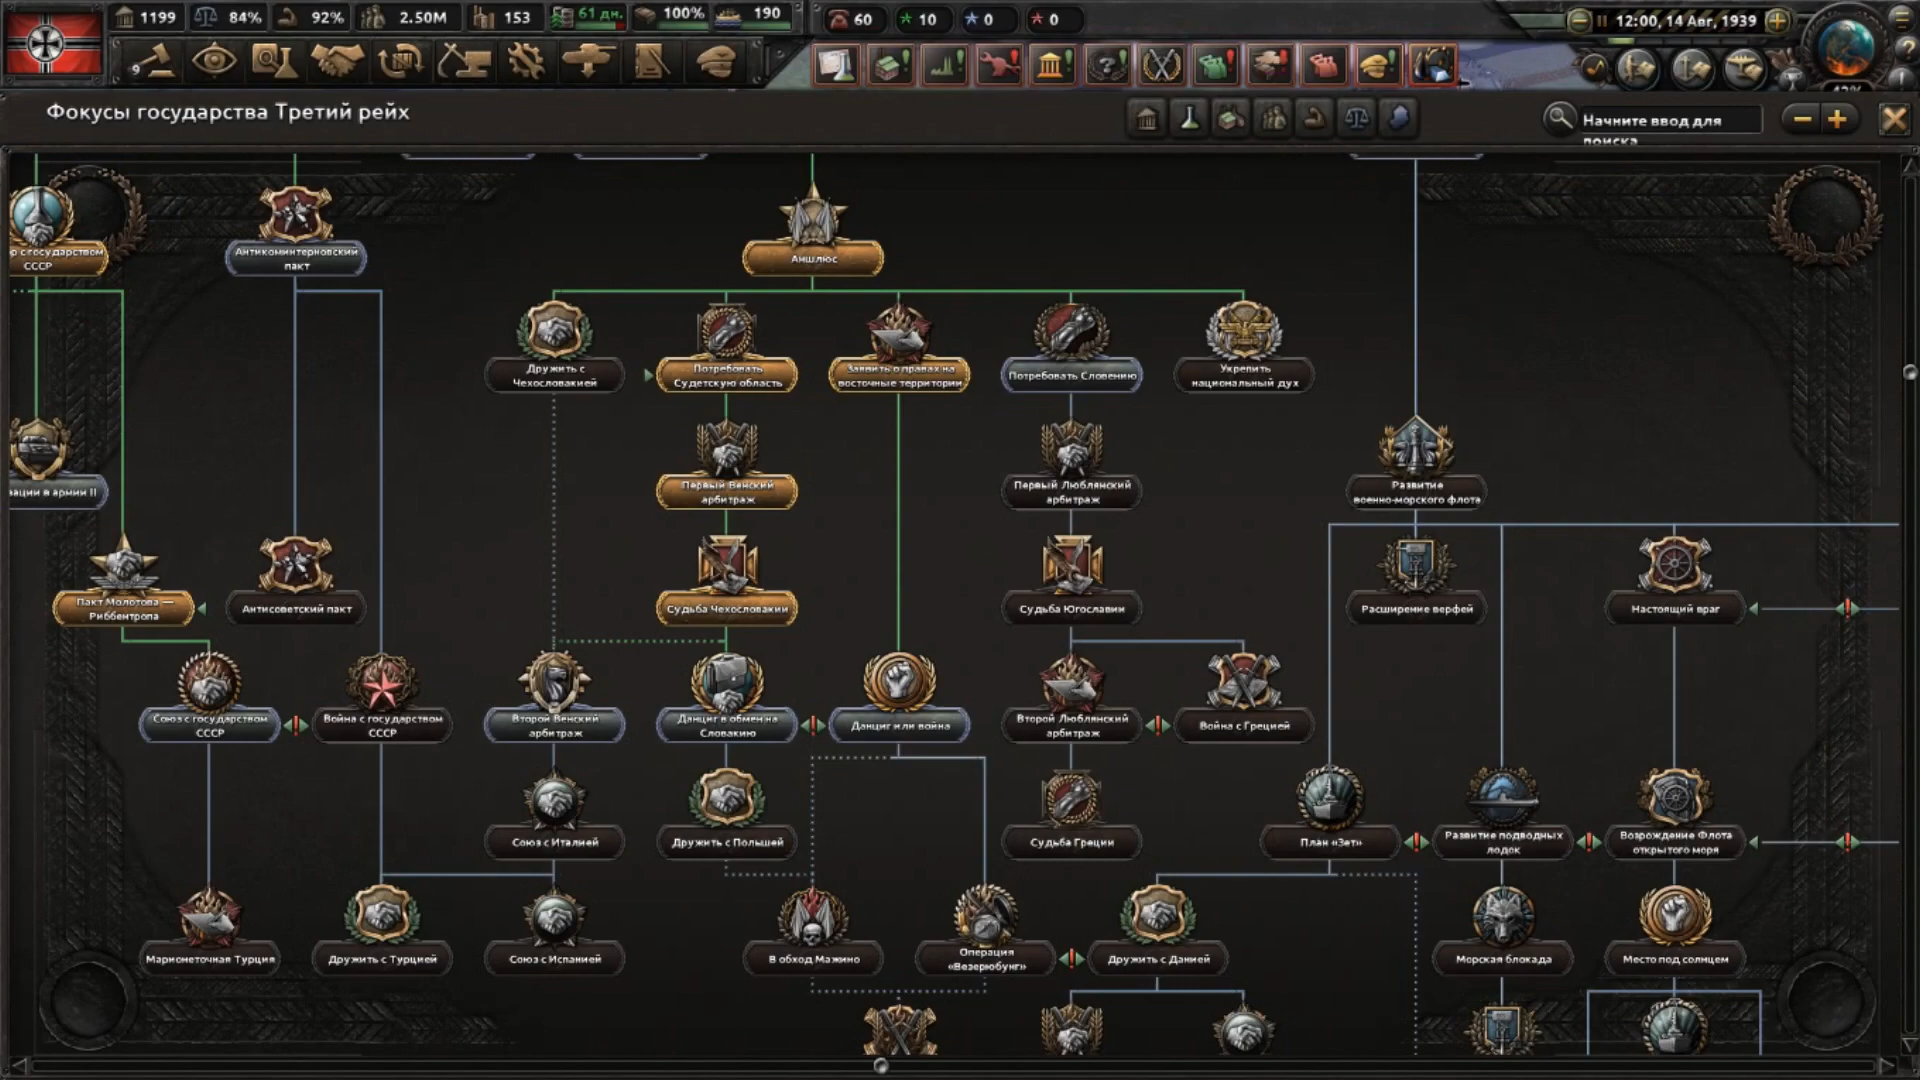 1199
84%
92%
2.50M
153
61 дн.
100%
190
60
10
0
0
12:00, 14 Авг, 1939
9
Фокусы государства Третий рейх
Начните ввод для
поиска
р с государством
СССР
Антикоминтерновский
пакт
Аншлюс
Дружить с
Чехословакией
Потребовать
Судетскую область
Заявить о правах на
восточные территории
Потребовать Словению
Укрепить
национальный дух
зации в армии II
Первый Венский
арбитраж
Первый Люблянский
арбитраж
Развитие
военно-морского флота
Пакт Молотова —
Риббентропа
Антисоветский пакт
Судьба Чехословакии
Судьба Югославии
Расширение верфей
Настоящий враг
Союз с государством
СССР
Война с государством
СССР
Второй Венский
арбитраж
Данциг в обмен на
Словакию
Данциг или война
Второй Люблянский
арбитраж
Война с Грецией
Союз с Италией
Дружить с Польшей
Судьба Греции
План «Зет»
Развитие подводных
лодок
Возрождение Флота
открытого моря
Марионеточная Турция
Дружить с Турцией
Союз с Испанией
В обход Мажино
Операция
«Везерюбунг»
Дружить с Данией
Морская блокада
Место под солнцем